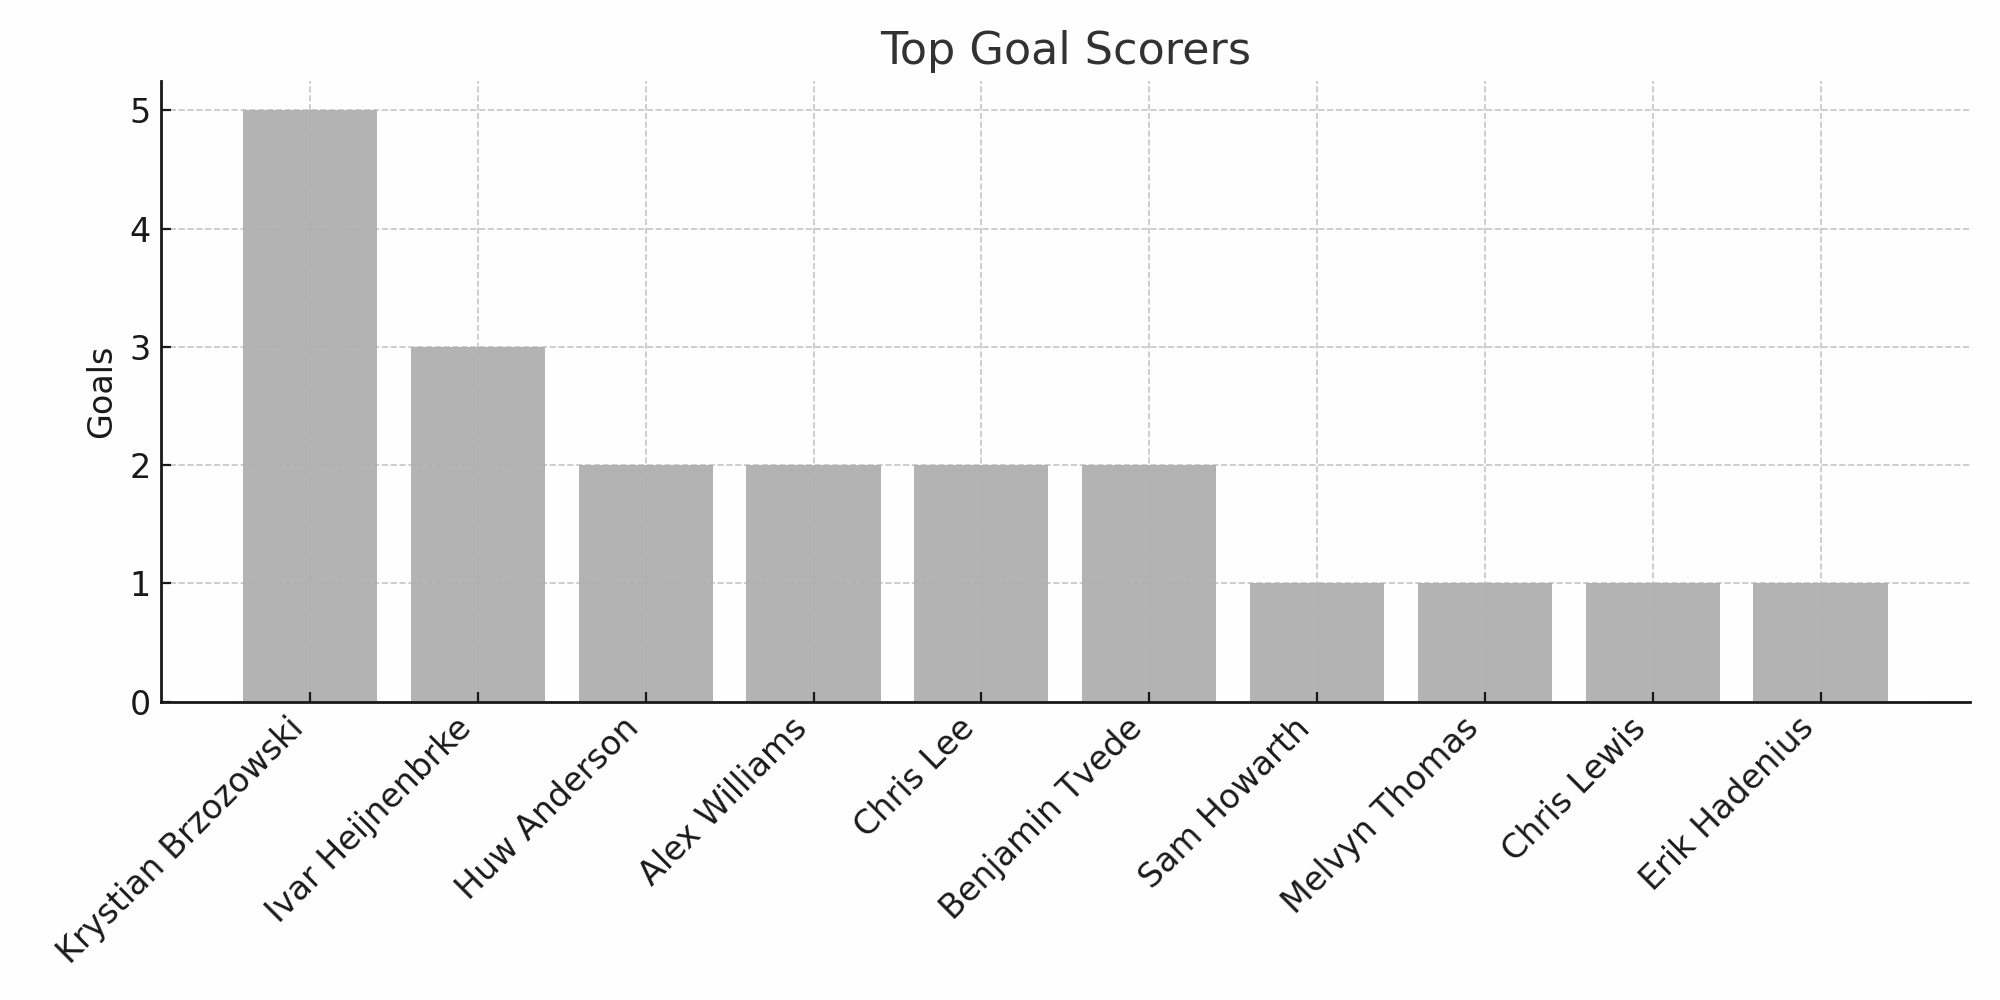 Top Goal Scorers
Goals
5
4
3
2
1
0
Krystian Brzozowski
Ivar Heijnenbrke
Huw Anderson
Alex Williams
Chris Lee
Benjamin Tvede
Sam Howarth
Melvyn Thomas
Chris Lewis
Erik Hadenius